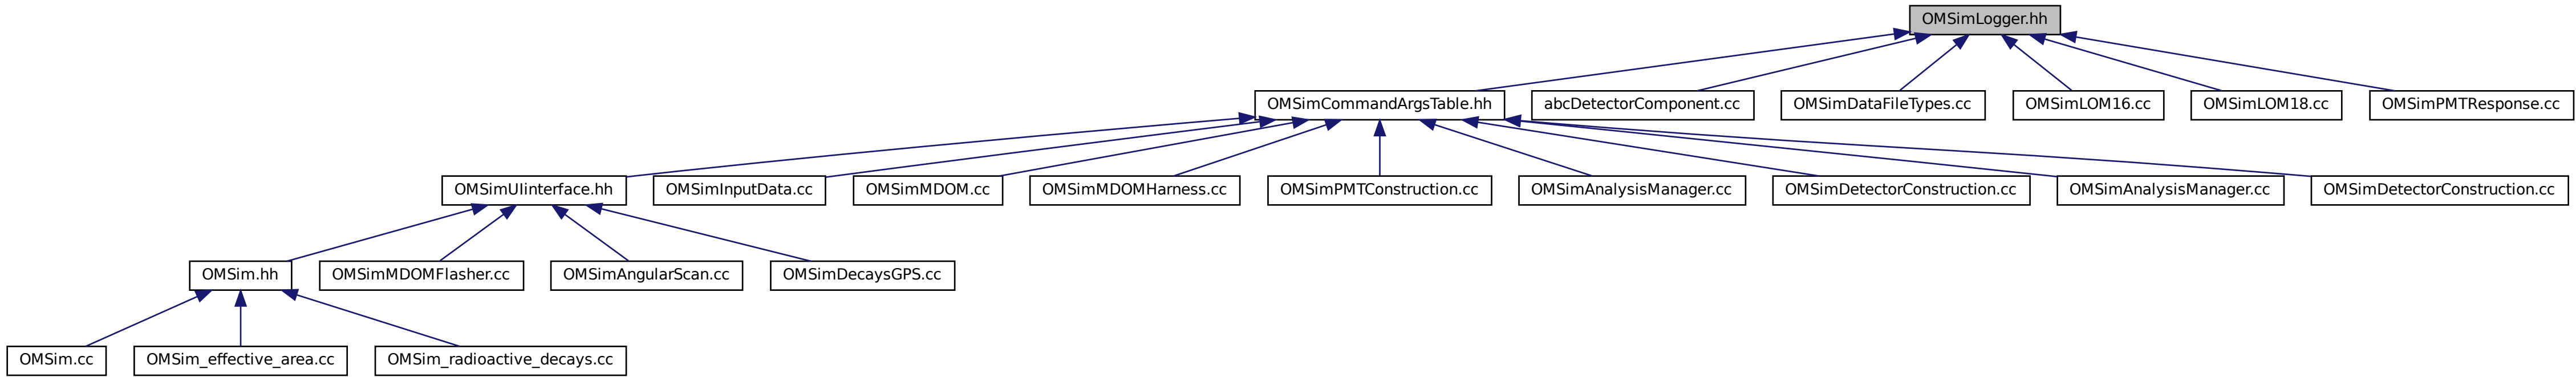 OMSimLogger.hh
OMSimCommandArgsTable.hh
abcDetectorComponent.cc
OMSimDataFileTypes.cc
OMSimLOM16.cc
OMSimLOM18.cc
OMSimPMTResponse.cc
OMSimUIinterface.hh
OMSimInputData.cc
OMSimMDOM.cc
OMSimMDOMHarness.cc
OMSimPMTConstruction.cc
OMSimAnalysisManager.cc
OMSimDetectorConstruction.cc
OMSimAnalysisManager.cc
OMSimDetectorConstruction.cc
OMSim.hh
OMSimMDOMFlasher.cc
OMSimAngularScan.cc
OMSimDecaysGPS.cc
OMSim.cc
OMSim_effective_area.cc
OMSim_radioactive_decays.cc